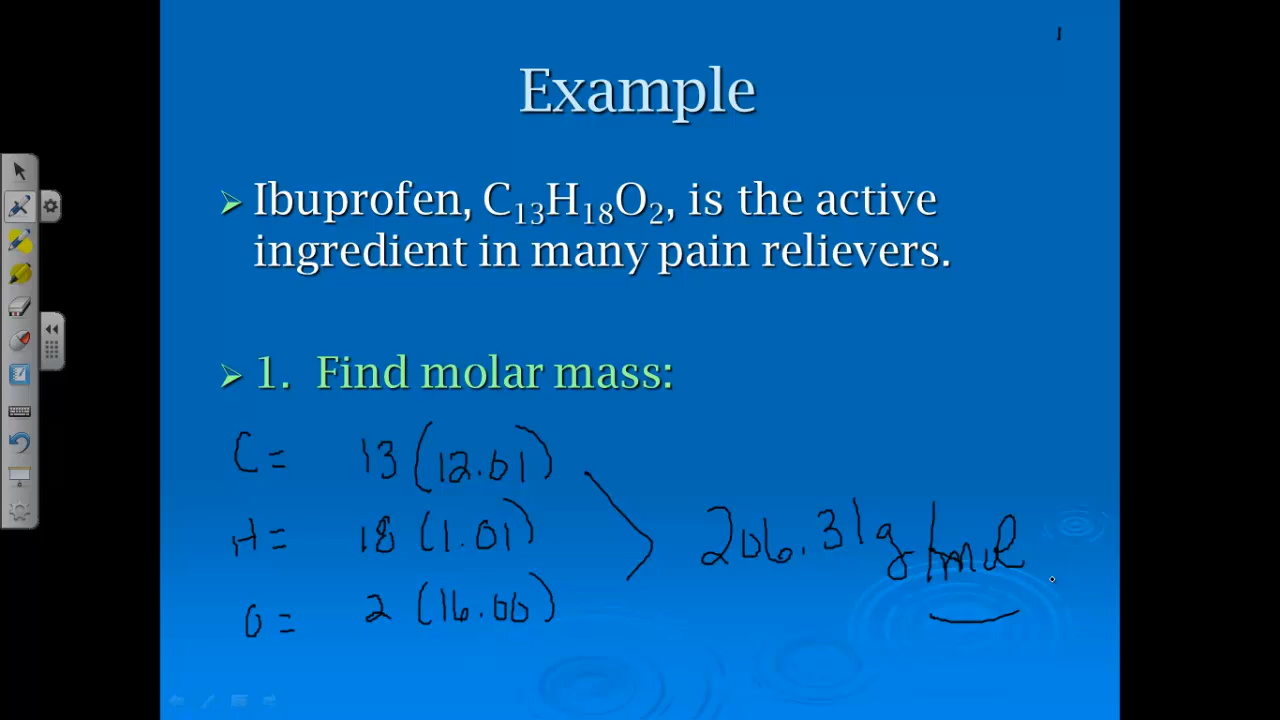 Example
Ibuprofen, C₁₃H₁₈O₂, is the active
ingredient in many pain relievers.
1. Find molar mass:
C = 13 (12.01)
H = 18 (1.01)
206.31g/mol
O = 2 (16.00)